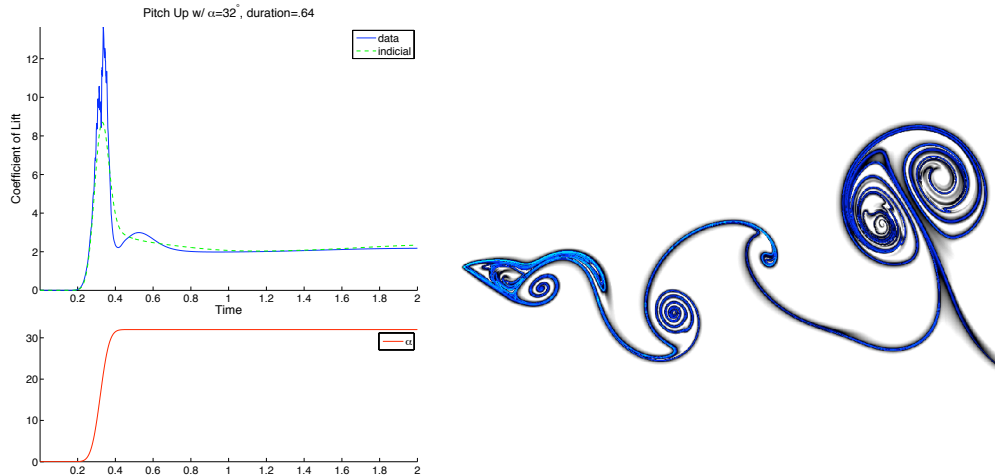 Pitch Up w/ α=32°, duration=.64
data
indicial
12
10
8
6
4
2
0
Coefficient of Lift
0.2 0.4 0.6 0.8 1 1.2 1.4 1.6 1.8 2
Time
α
30
20
10
0
0.2 0.4 0.6 0.8 1 1.2 1.4 1.6 1.8 2